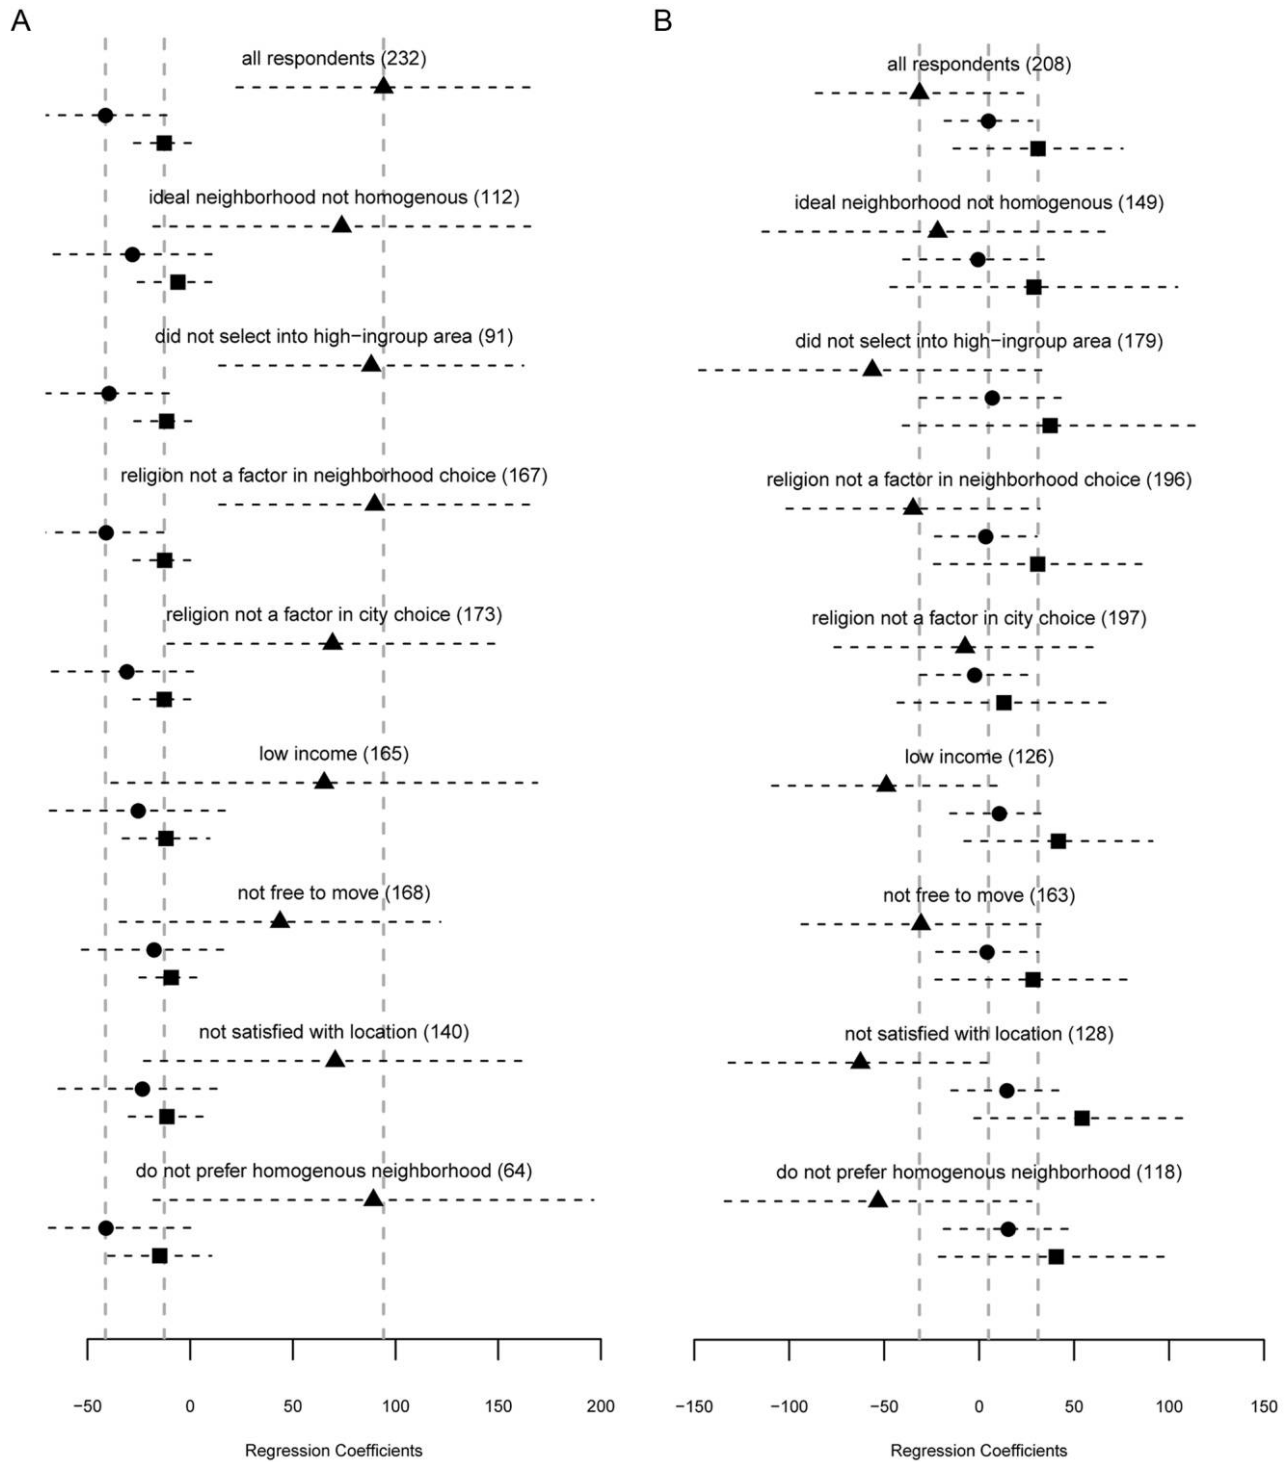 A
all respondents (232)
ideal neighborhood not homogenous (112)
did not select into high−ingroup area (91)
religion not a factor in neighborhood choice (167)
religion not a factor in city choice (173)
low income (165)
not free to move (168)
not satisfied with location (140)
do not prefer homogenous neighborhood (64)
−50 0 50 100 150 200
Regression Coefficients
B
all respondents (208)
ideal neighborhood not homogenous (149)
did not select into high−ingroup area (179)
religion not a factor in neighborhood choice (196)
religion not a factor in city choice (197)
low income (126)
not free to move (163)
not satisfied with location (128)
do not prefer homogenous neighborhood (118)
−150 −100 −50 0 50 100 150
Regression Coefficients